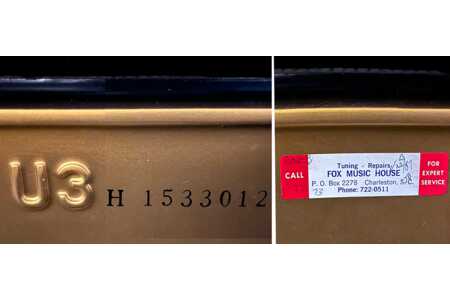 U3 H 1533012
CALL
Tuning - Repairs
FOX MUSIC HOUSE
P. O. Box 2278 Charleston, S.C.
Phone: 722-0511
FOR
EXPERT
SERVICE